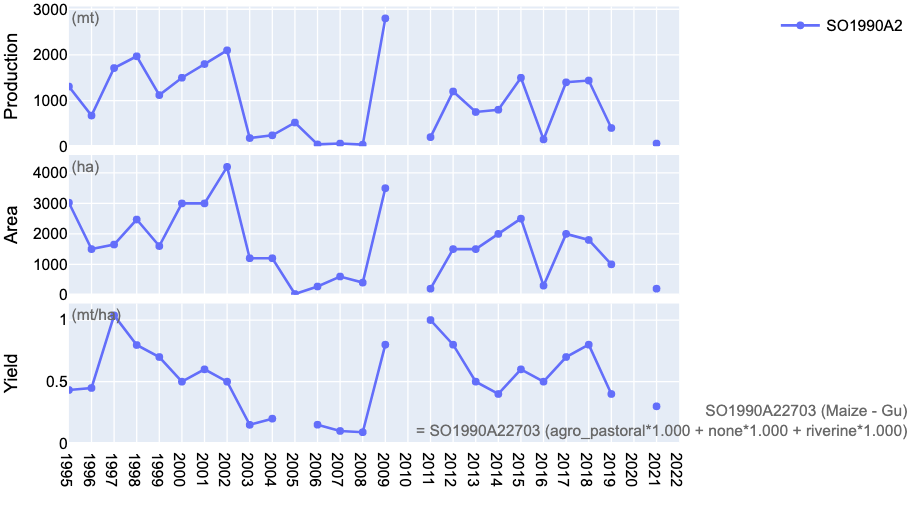 3000
(mt)
SO1990A2
2000
Production
1000
0
(ha)
4000
3000
Area
2000
1000
0
(mt/ha)
1
Yield
0.5
SO1990A22703 (Maize - Gu)
= SO1990A22703 (agro_pastoral*1.000 + none*1.000 + riverine*1.000)
0
1995 1996 1997 1998 1999 2000 2001 2002 2003 2004 2005 2006 2007 2008 2009 2010 2011 2012 2013 2014 2015 2016 2017 2018 2019 2020 2021 2022